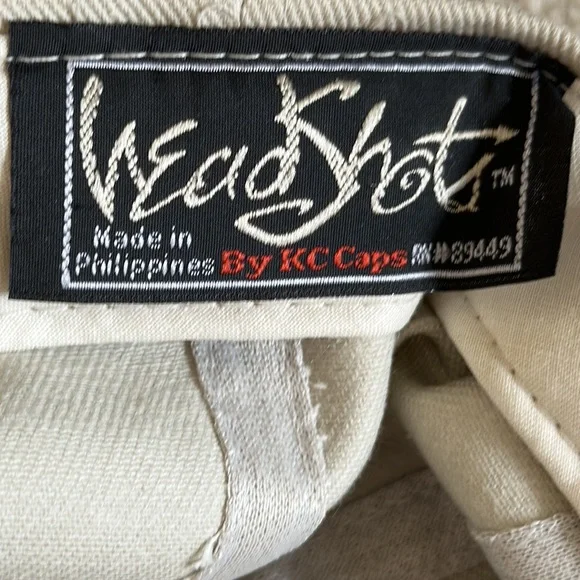 HeadShots™
Made in
Philippines By KC Caps RN#89449